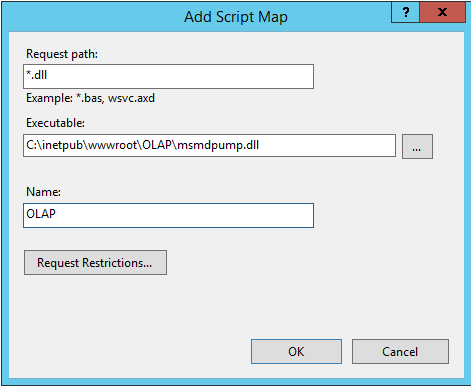 Add Script Map
?
x
Request path:
*.dll
Example: *.bas, wsvc.axd
Executable:
C:\inetpub\wwwroot\OLAP\msmdpump.dll
...
Name:
OLAP
Request Restrictions...
OK
Cancel